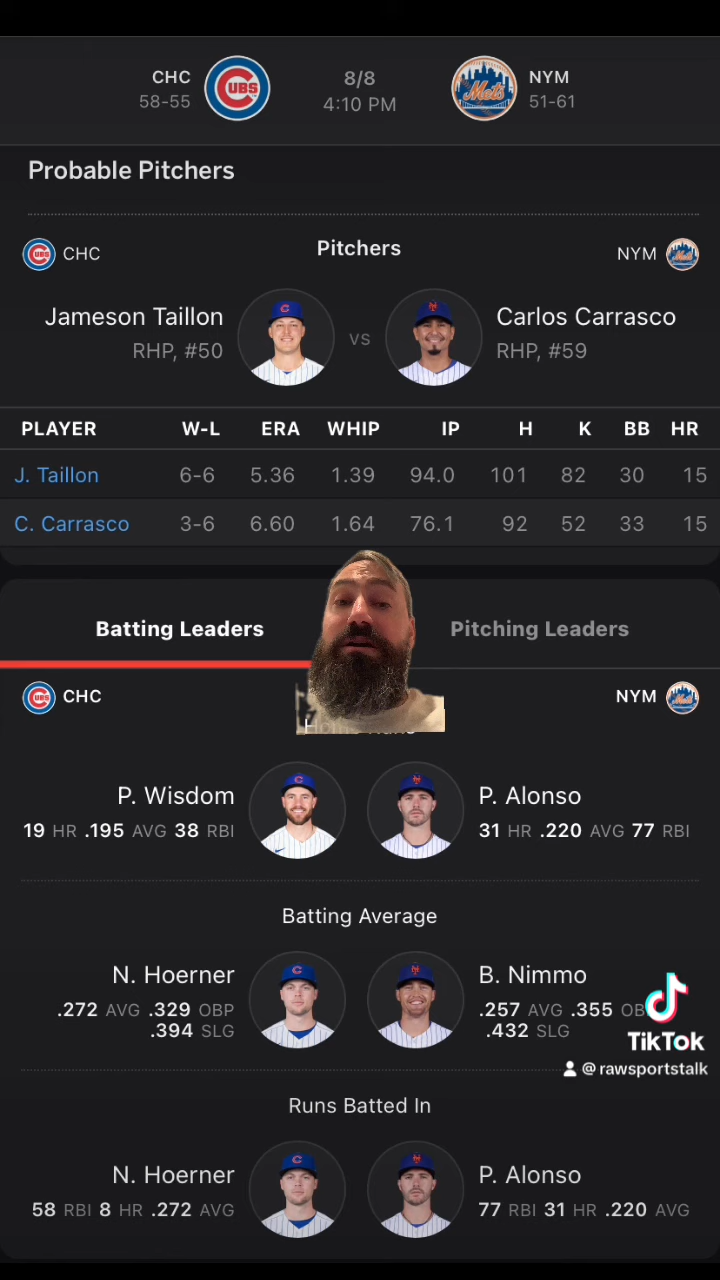 CHC
58-55
CUBS
8/8
4:10 PM
Mets
NYM
51-61
Probable Pitchers
CUBS CHC
Pitchers
NYM
Jameson Taillon
RHP, #50
vs
Carlos Carrasco
RHP, #59
PLAYER W-L ERA WHIP IP H K BB HR
J. Taillon 6-6 5.36 1.39 94.0 101 82 30 15
C. Carrasco 3-6 6.60 1.64 76.1 92 52 33 15
Batting Leaders
Pitching Leaders
CUBS CHC
NYM
P. Wisdom
19 HR .195 AVG 38 RBI
P. Alonso
31 HR .220 AVG 77 RBI
Batting Average
N. Hoerner
.272 AVG .329 OBP
.394 SLG
B. Nimmo
.257 AVG .355 OB
.432 SLG
TikTok
@rawsportstalk
Runs Batted In
N. Hoerner
58 RBI 8 HR .272 AVG
P. Alonso
77 RBI 31 HR .220 AVG